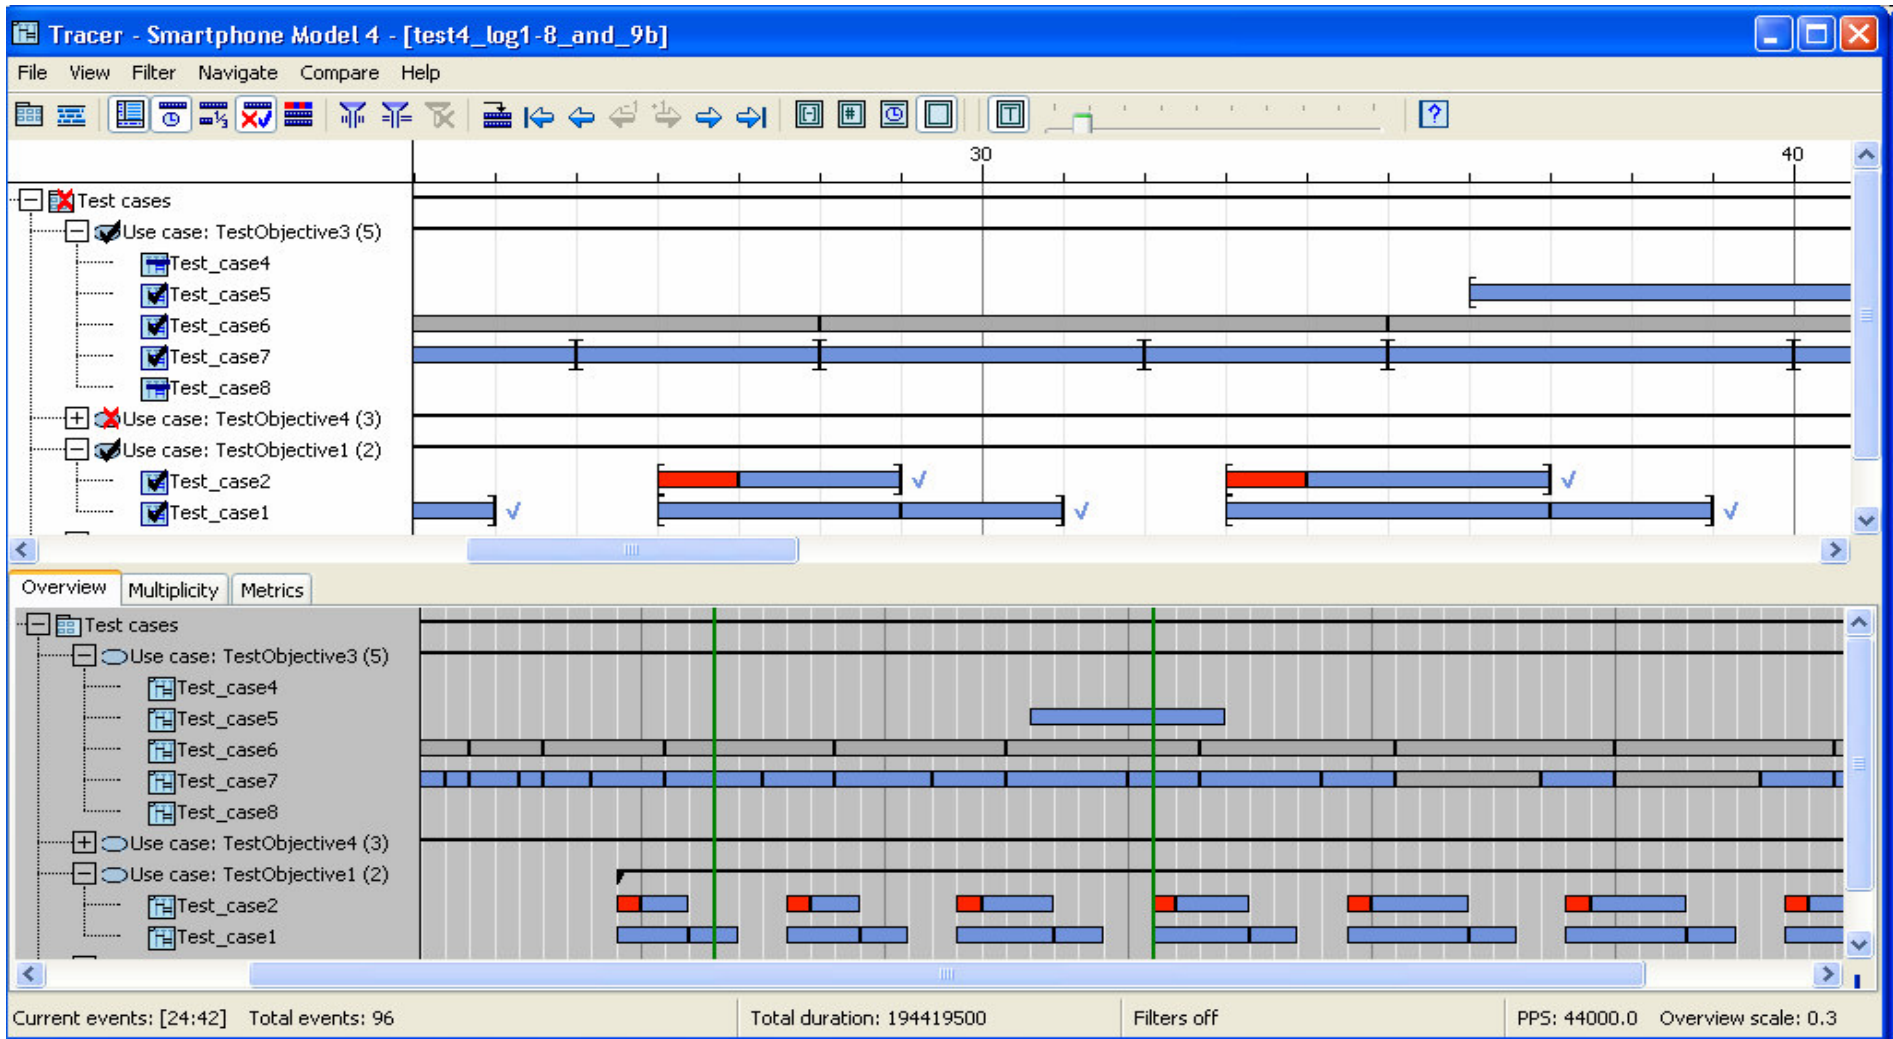 Tracer - Smartphone Model 4 - [test4_log1-8_and_9b]
File View Filter Navigate Compare Help
30 40
Test cases
Use case: TestObjective3 (5)
Test_case4
Test_case5
Test_case6
Test_case7
Test_case8
Use case: TestObjective4 (3)
Use case: TestObjective1 (2)
Test_case2
Test_case1
Overview Multiplicity Metrics
Test cases
Use case: TestObjective3 (5)
Test_case4
Test_case5
Test_case6
Test_case7
Test_case8
Use case: TestObjective4 (3)
Use case: TestObjective1 (2)
Test_case2
Test_case1
Current events: [24:42] Total events: 96 Total duration: 194419500 Filters off PPS: 44000.0 Overview scale: 0.3